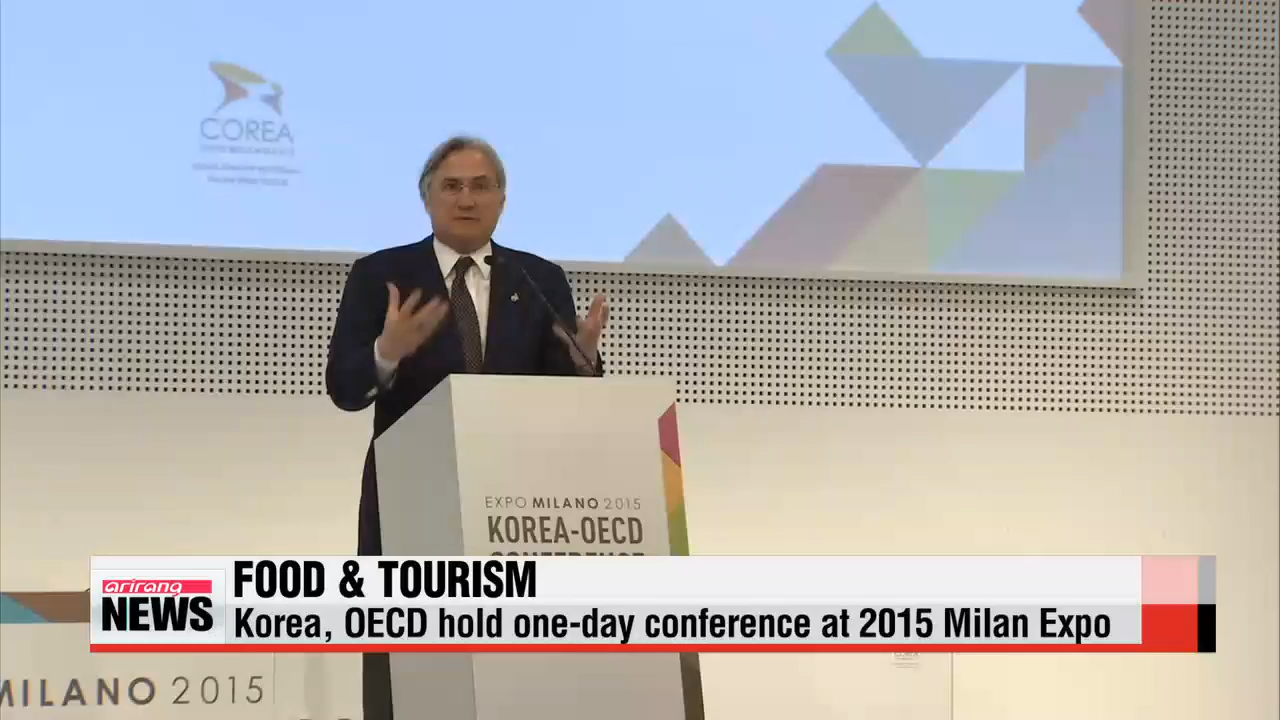 COREA
EXPO MILANO 2015
KOREA-OECD
CONFERENCE
FOOD & TOURISM
arirang
NEWS
Korea, OECD hold one-day conference at 2015 Milan Expo
MILANO 2015